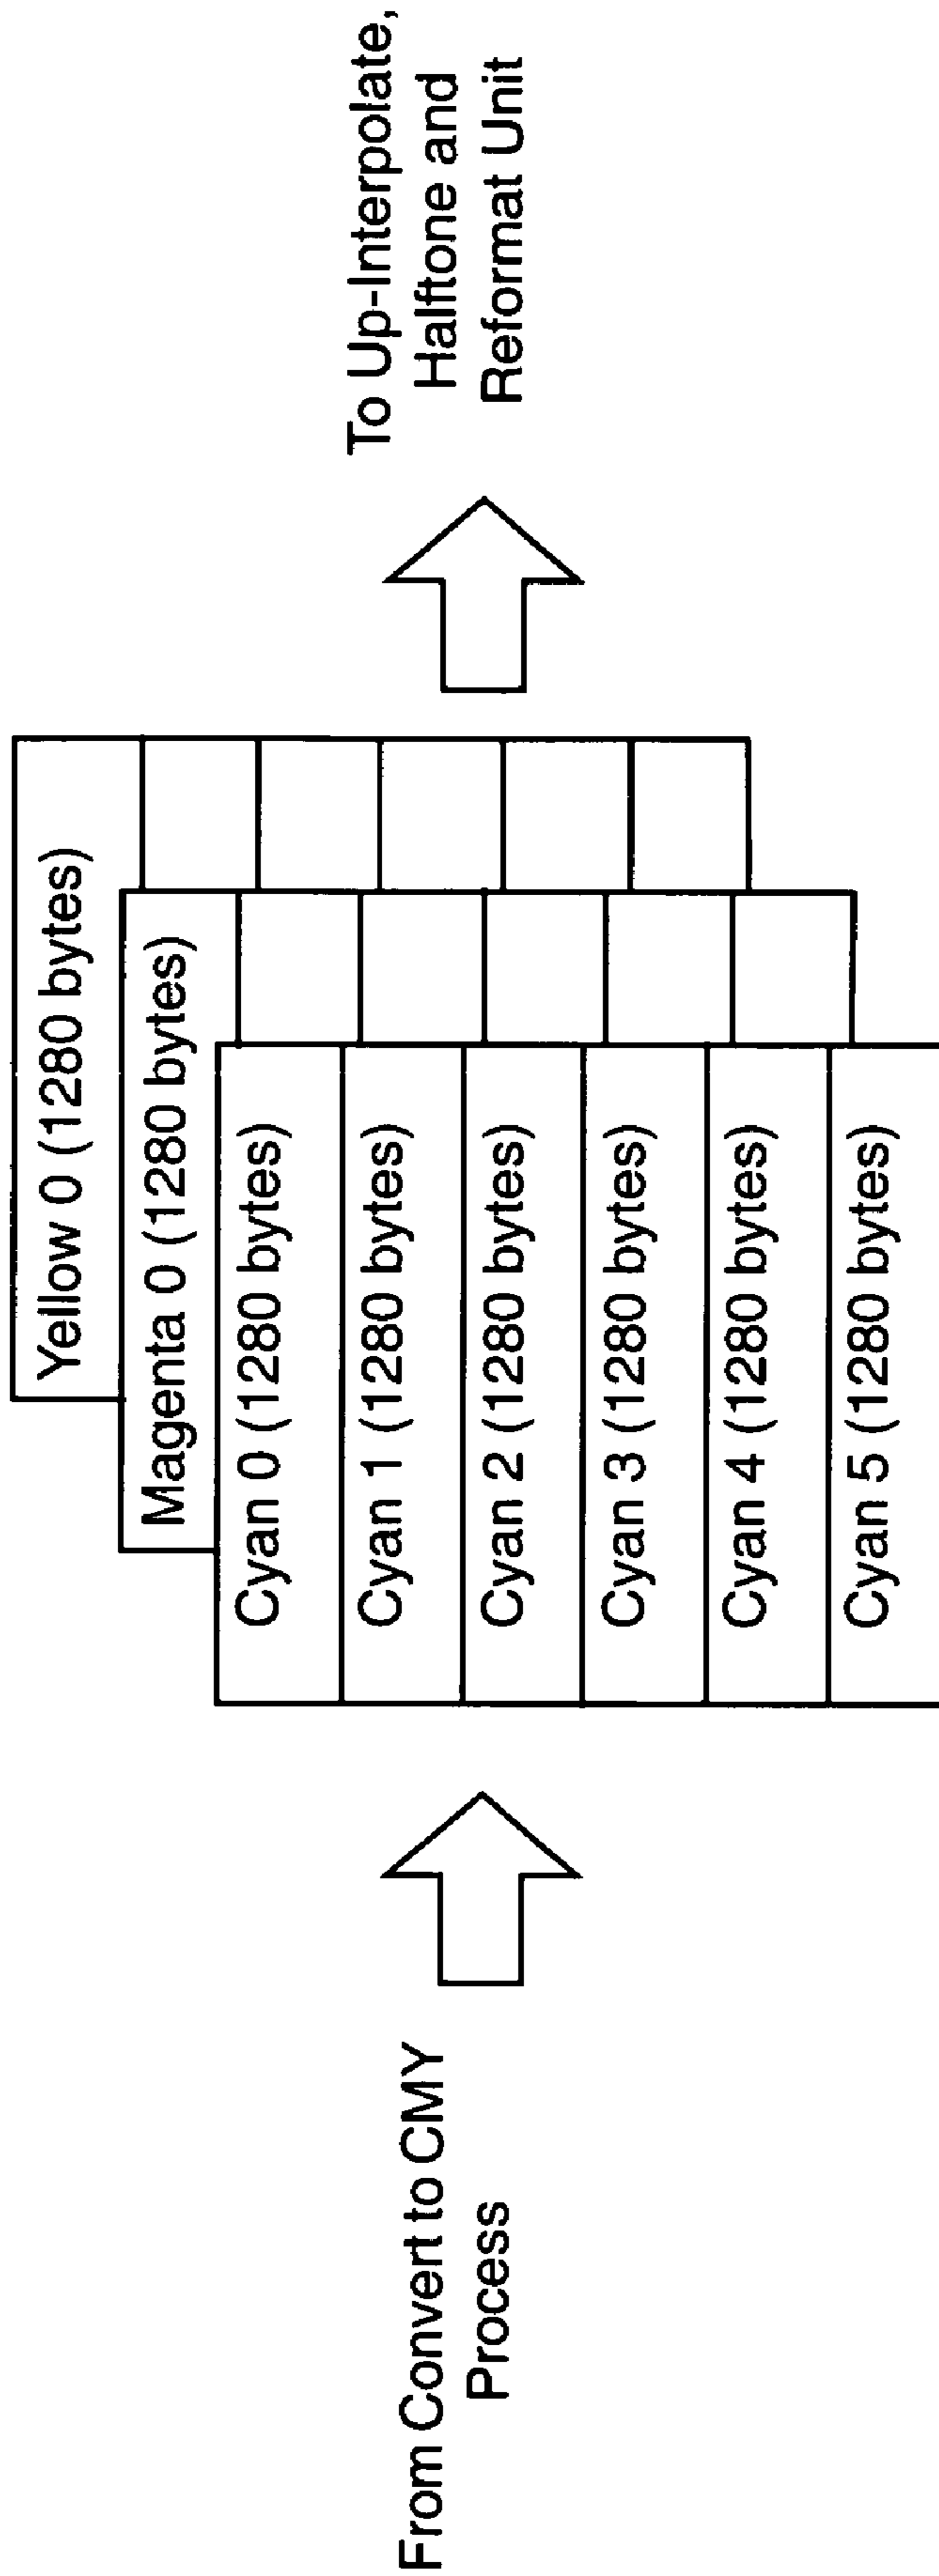 From Convert to CMY
Process
Yellow 0 (1280 bytes)
Magenta 0 (1280 bytes)
Cyan 0 (1280 bytes)
Cyan 1 (1280 bytes)
Cyan 2 (1280 bytes)
Cyan 3 (1280 bytes)
Cyan 4 (1280 bytes)
Cyan 5 (1280 bytes)
To Up-Interpolate,
Halftone and
Reformat Unit